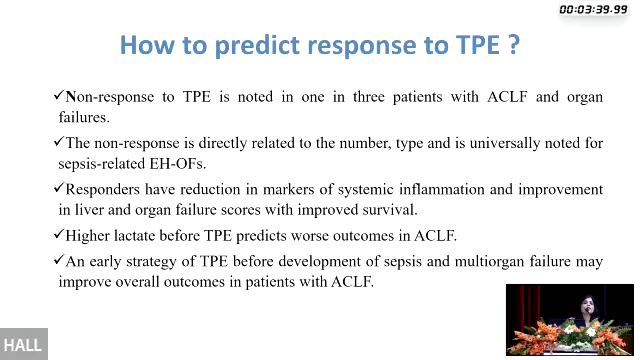 00:03:39.99
How to predict response to TPE ?
✓Non-response to TPE is noted in one in three patients with ACLF and organ
failures.
✓The non-response is directly related to the number, type and is universally noted for
sepsis-related EH-OFs.
✓Responders have reduction in markers of systemic inflammation and improvement
in liver and organ failure scores with improved survival.
✓Higher lactate before TPE predicts worse outcomes in ACLF.
✓An early strategy of TPE before development of sepsis and multiorgan failure may
improve overall outcomes in patients with ACLF.
HALL